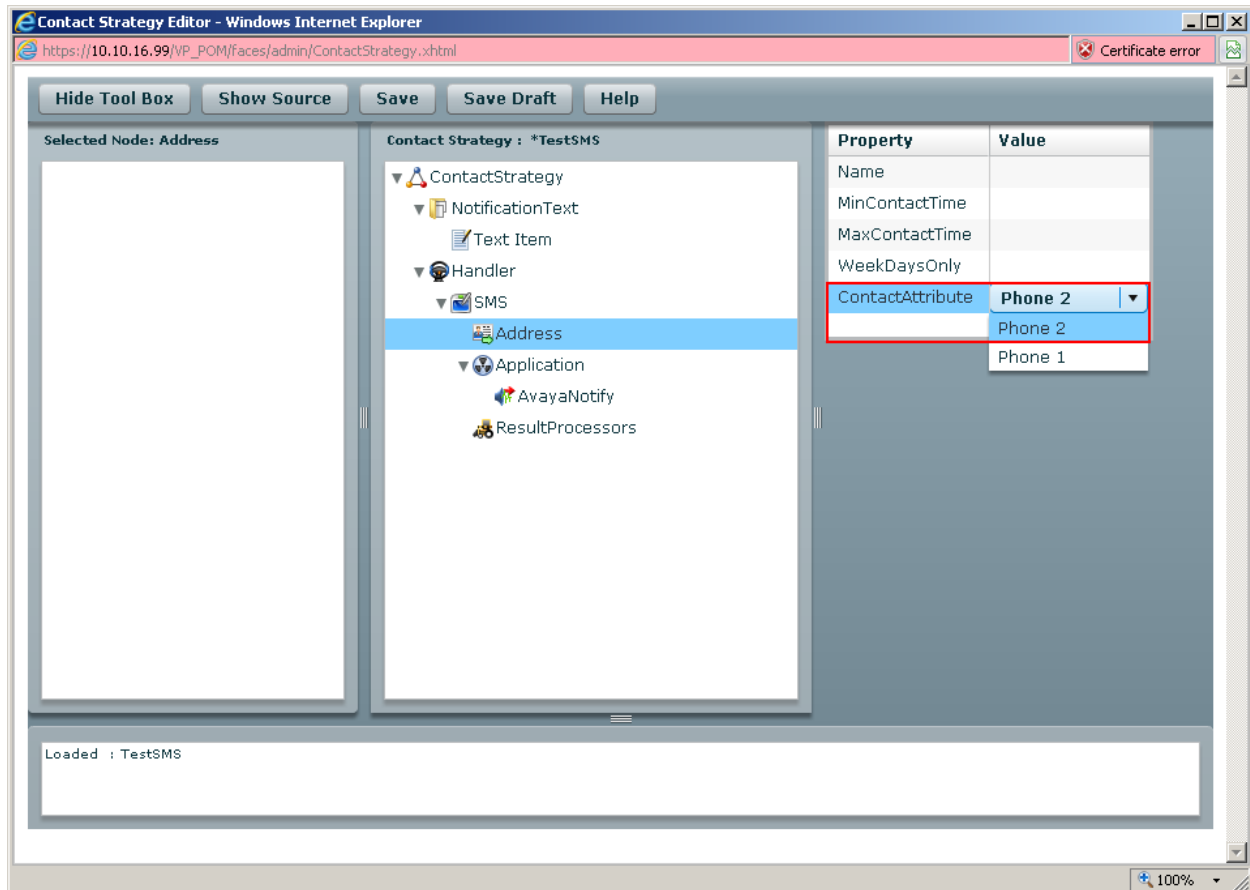 Contact Strategy Editor - Windows Internet Explorer
https://10.10.16.99/VP_POM/faces/admin/ContactStrategy.xhtml
Certificate error
Hide Tool Box
Show Source
Save
Save Draft
Help
Selected Node: Address
Contact Strategy : *TestSMS
ContactStrategy
NotificationText
Text Item
Handler
SMS
Address
Application
AvayaNotify
ResultProcessors
Property Value
Name
MinContactTime
MaxContactTime
WeekDaysOnly
ContactAttribute Phone 2
Phone 2
Phone 1
Loaded : TestSMS
100%